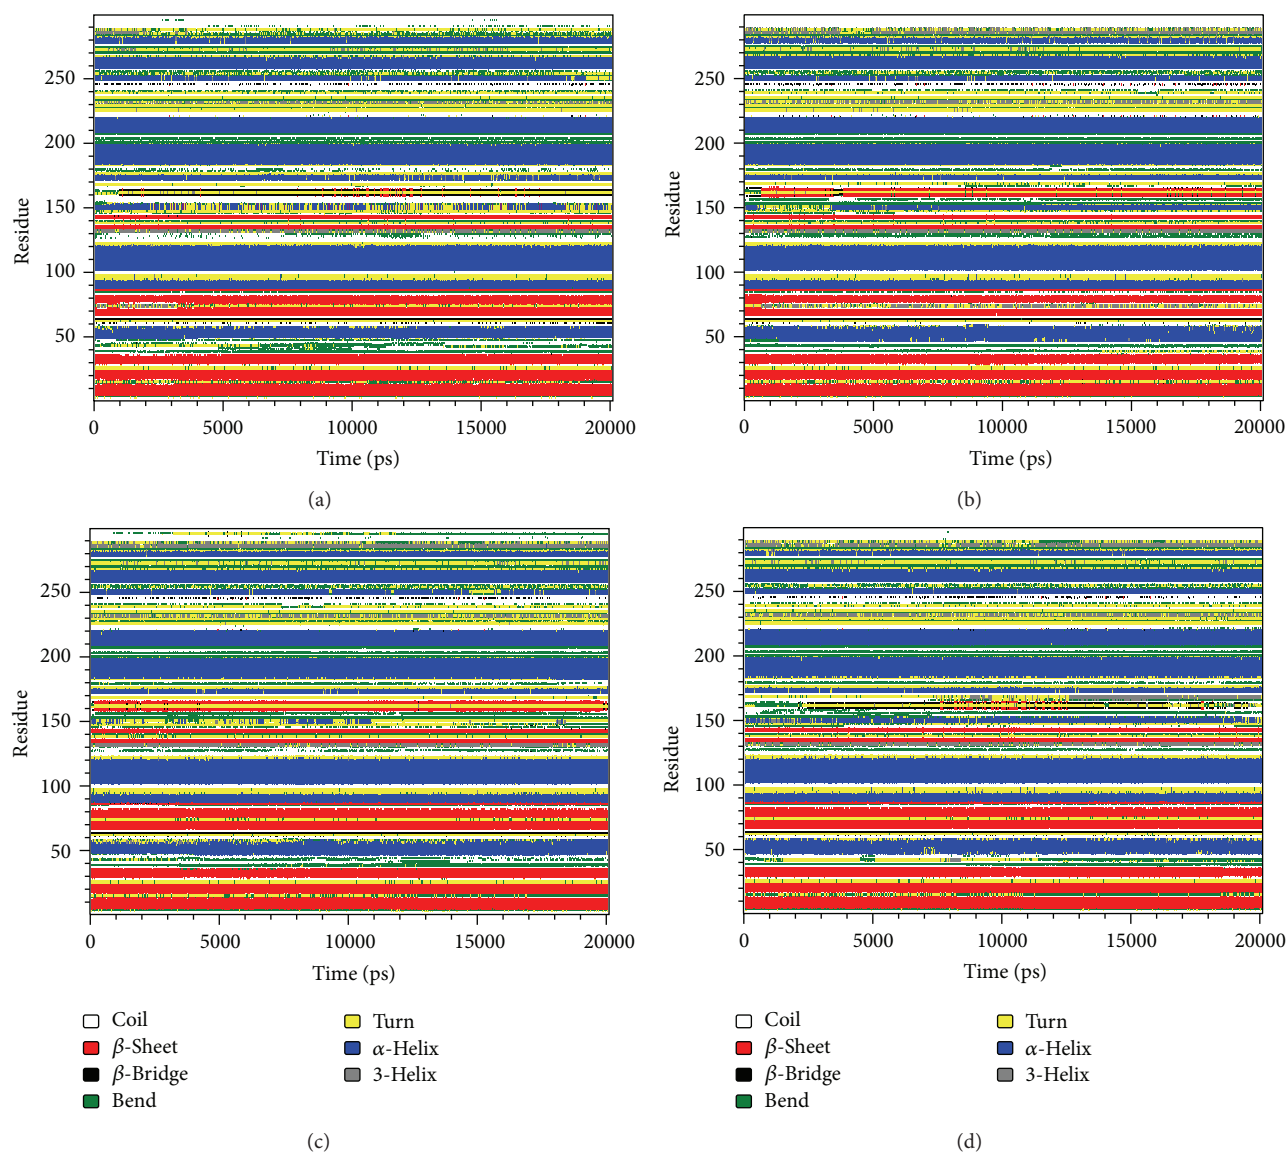 250
200
150
100
50
Residue
0 5000 10000 15000 20000
Time (ps)
(a)
250
200
150
100
50
Residue
0 5000 10000 15000 20000
Time (ps)
(b)
250
200
150
100
50
Residue
0 5000 10000 15000 20000
Time (ps)
Coil
β-Sheet
β-Bridge
Bend
Turn
α-Helix
3-Helix
(c)
250
200
150
100
50
Residue
0 5000 10000 15000 20000
Time (ps)
Coil
β-Sheet
β-Bridge
Bend
Turn
α-Helix
3-Helix
(d)